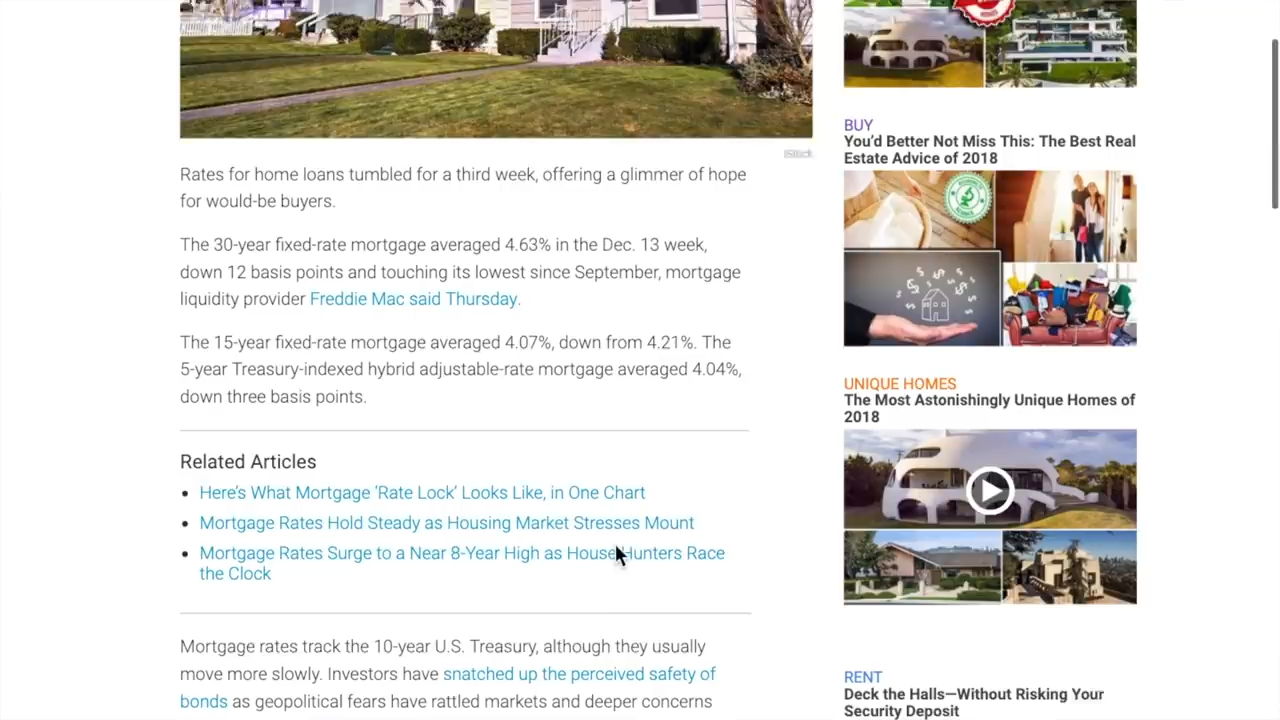 Rates for home loans tumbled for a third week, offering a glimmer of hope
for would-be buyers.
The 30-year fixed-rate mortgage averaged 4.63% in the Dec. 13 week,
down 12 basis points and touching its lowest since September, mortgage
liquidity provider Freddie Mac said Thursday.
The 15-year fixed-rate mortgage averaged 4.07%, down from 4.21%. The
5-year Treasury-indexed hybrid adjustable-rate mortgage averaged 4.04%,
down three basis points.
Related Articles
Here’s What Mortgage ‘Rate Lock’ Looks Like, in One Chart
Mortgage Rates Hold Steady as Housing Market Stresses Mount
Mortgage Rates Surge to a Near 8-Year High as House Hunters Race
the Clock
Mortgage rates track the 10-year U.S. Treasury, although they usually
move more slowly. Investors have snatched up the perceived safety of
bonds as geopolitical fears have rattled markets and deeper concerns
BUY
You’d Better Not Miss This: The Best Real
Estate Advice of 2018
UNIQUE HOMES
The Most Astonishingly Unique Homes of
2018
RENT
Deck the Halls—Without Risking Your
Security Deposit